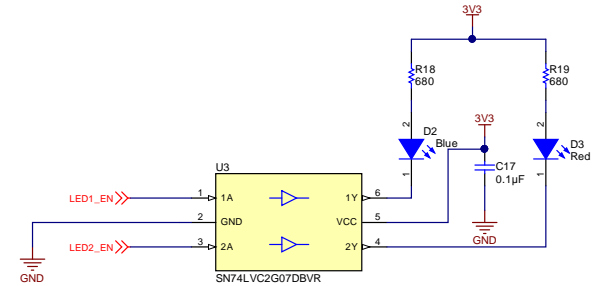 3V3
R18
680
R19
680
2
D2
Blue
1
3V3
2
D3
Red
1
C17
0.1µF
GND
U3
LED1_EN
1
1A
1Y
6
2
GND
VCC
5
LED2_EN
3
2A
2Y
4
GND
SN74LVC2G07DBVR